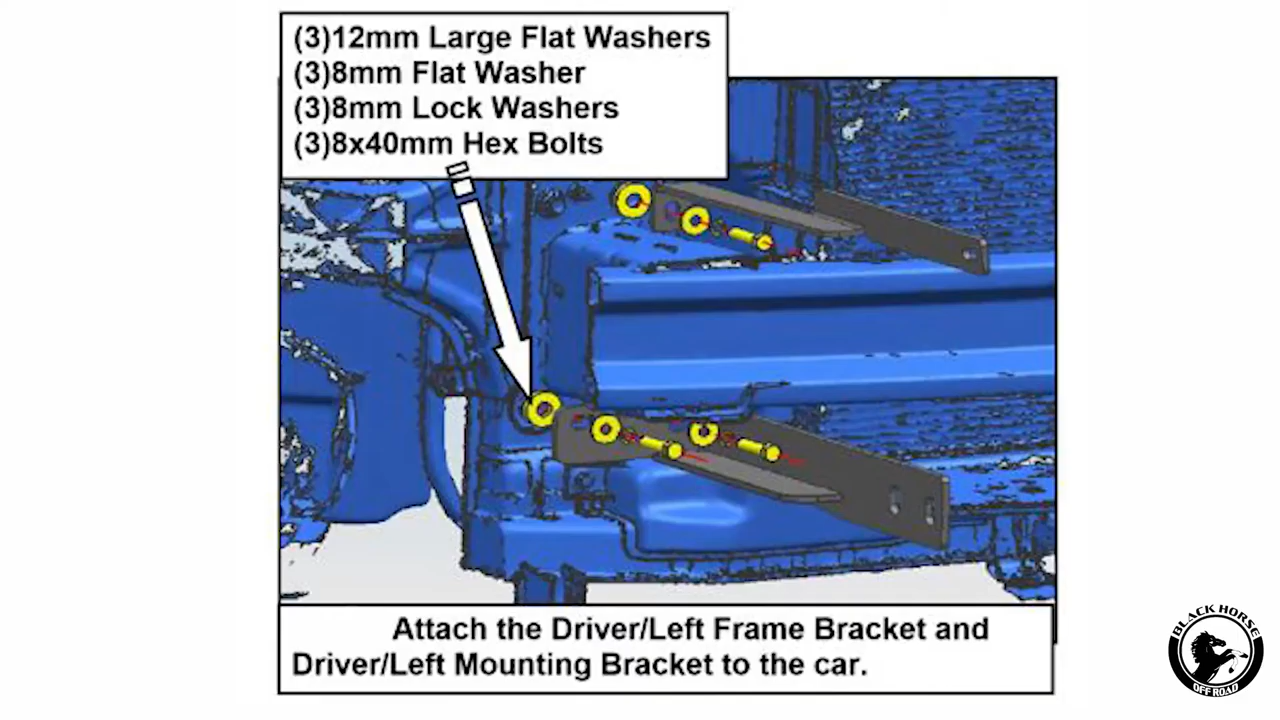 (3)12mm Large Flat Washers
(3)8mm Flat Washer
(3)8mm Lock Washers
(3)8x40mm Hex Bolts
Attach the Driver/Left Frame Bracket and
Driver/Left Mounting Bracket to the car.
BLACK HORSE
OFF ROAD